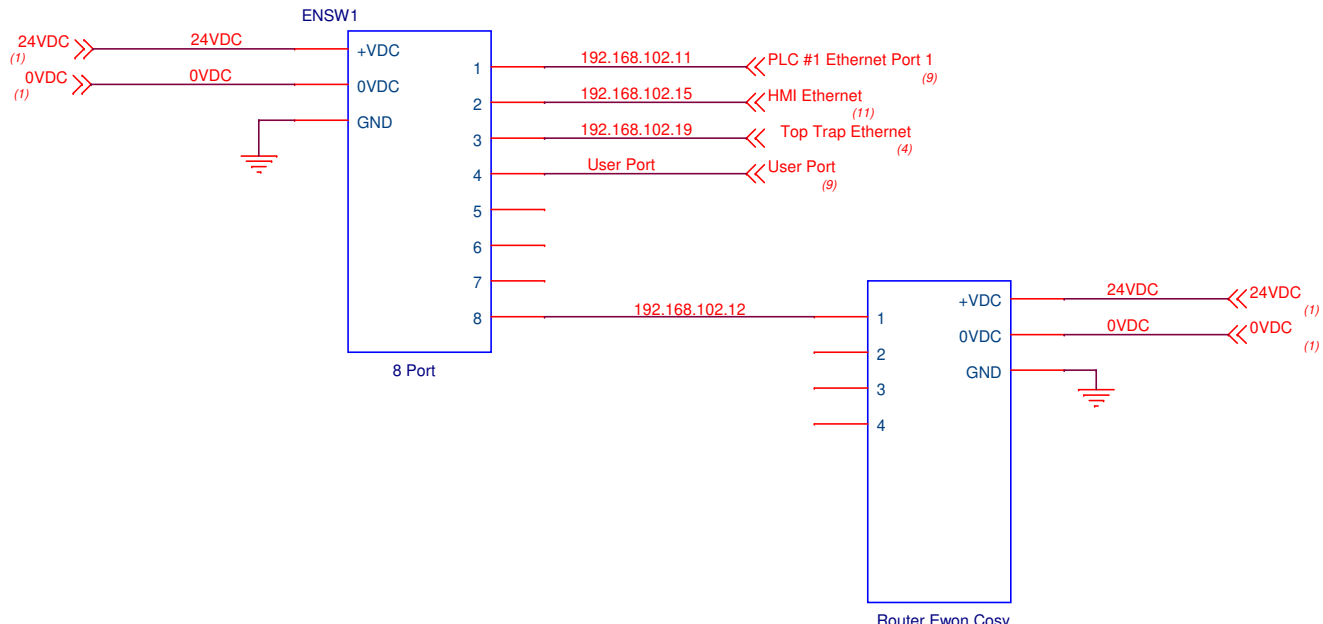 ENSW1
24VDC
(1)
24VDC
+VDC
0VDC
(1)
0VDC
0VDC
GND
1
192.168.102.11
PLC #1 Ethernet Port 1
(9)
2
192.168.102.15
HMI Ethernet
(11)
3
192.168.102.19
Top Trap Ethernet
(4)
4
User Port
User Port
(9)
5
6
7
8
192.168.102.12
8 Port
1
2
3
4
+VDC
24VDC
24VDC
(1)
0VDC
0VDC
0VDC
(1)
GND
Router Ewon Cosy